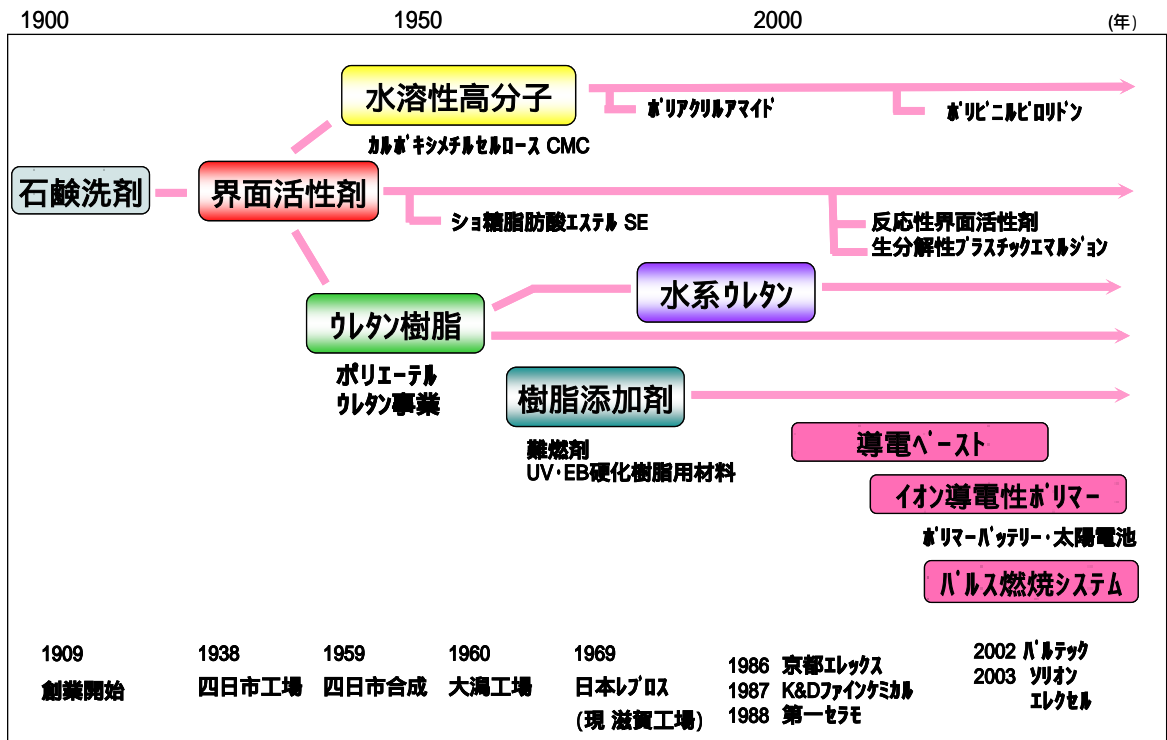 1900 1950 2000 (年)
水溶性高分子
ポリアクリルアマイド
ポリビニルピロリドン
カルボキシメチルセルロース CMC
石鹸洗剤
界面活性剤
ショ糖脂肪酸エステル SE
反応性界面活性剤
生分解性プラスチックエマルジョン
水系ウレタン
ウレタン樹脂
ポリエーテル
ウレタン事業
樹脂添加剤
難燃剤
UV・EB硬化樹脂用材料
導電ペースト
イオン導電性ポリマー
ポリマーバッテリー・太陽電池
パルス燃焼システム
1909
創業開始
1938
四日市工場
1959
四日市合成
1960
大潟工場
1969
日本レブロス
(現 滋賀工場)
1986 京都エレックス
1987 K&Dファインケミカル
1988 第一セラモ
2002 パルテック
2003 ソリオン
エレクセル